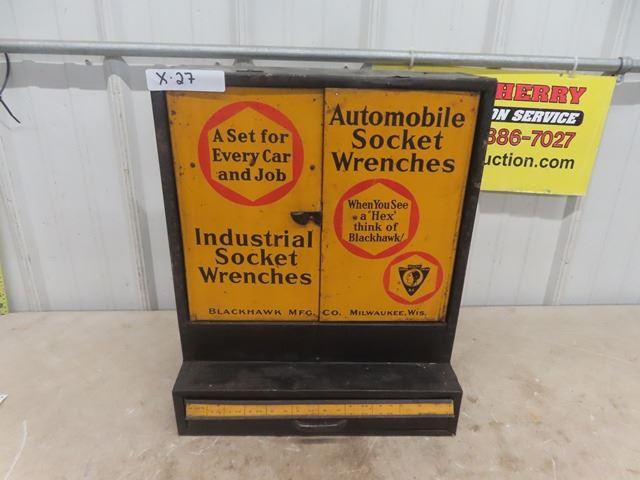 X-27
A Set for
Every Car
and Job
Industrial
Socket
Wrenches
Automobile
Socket
Wrenches
When You See
a 'Hex'
think of
Blackhawk!
BLACKHAWK MFG. CO. MILWAUKEE, WIS.
HERRY
ON SERVICE
886-7027
uction.com